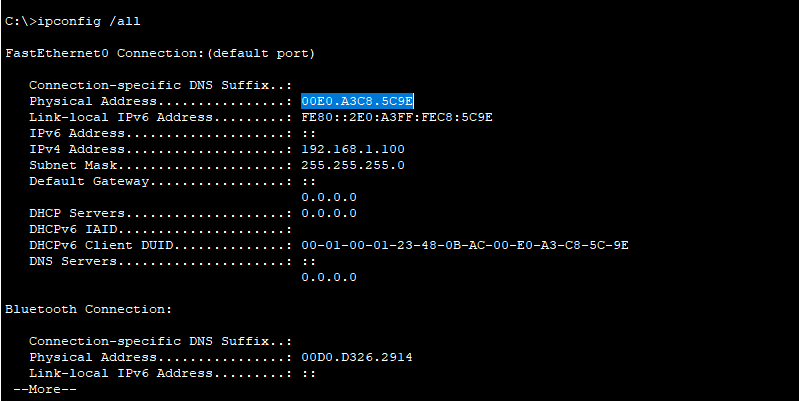 C:\>ipconfig /all
FastEthernet0 Connection:(default port)
Connection-specific DNS Suffix..:
Physical Address................: 00E0.A3C8.5C9E
Link-local IPv6 Address.........: FE80::2E0:A3FF:FEC8:5C9E
IPv6 Address....................: ::
IPv4 Address....................: 192.168.1.100
Subnet Mask.....................: 255.255.255.0
Default Gateway.................: ::
0.0.0.0
DHCP Servers....................: 0.0.0.0
DHCPv6 IAID.....................:
DHCPv6 Client DUID..............: 00-01-00-01-23-48-0B-AC-00-E0-A3-C8-5C-9E
DNS Servers.....................: ::
0.0.0.0
Bluetooth Connection:
Connection-specific DNS Suffix..:
Physical Address................: 00D0.D326.2914
Link-local IPv6 Address.........: ::
--More--